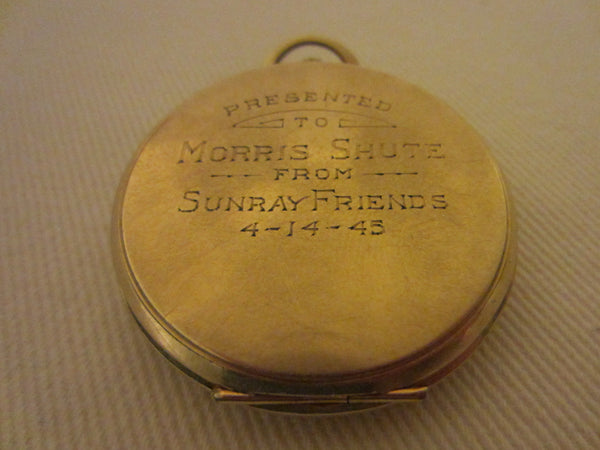 PRESENTED
TO
MORRIS SHUTE
FROM
SUNRAY FRIENDS
4-14-45